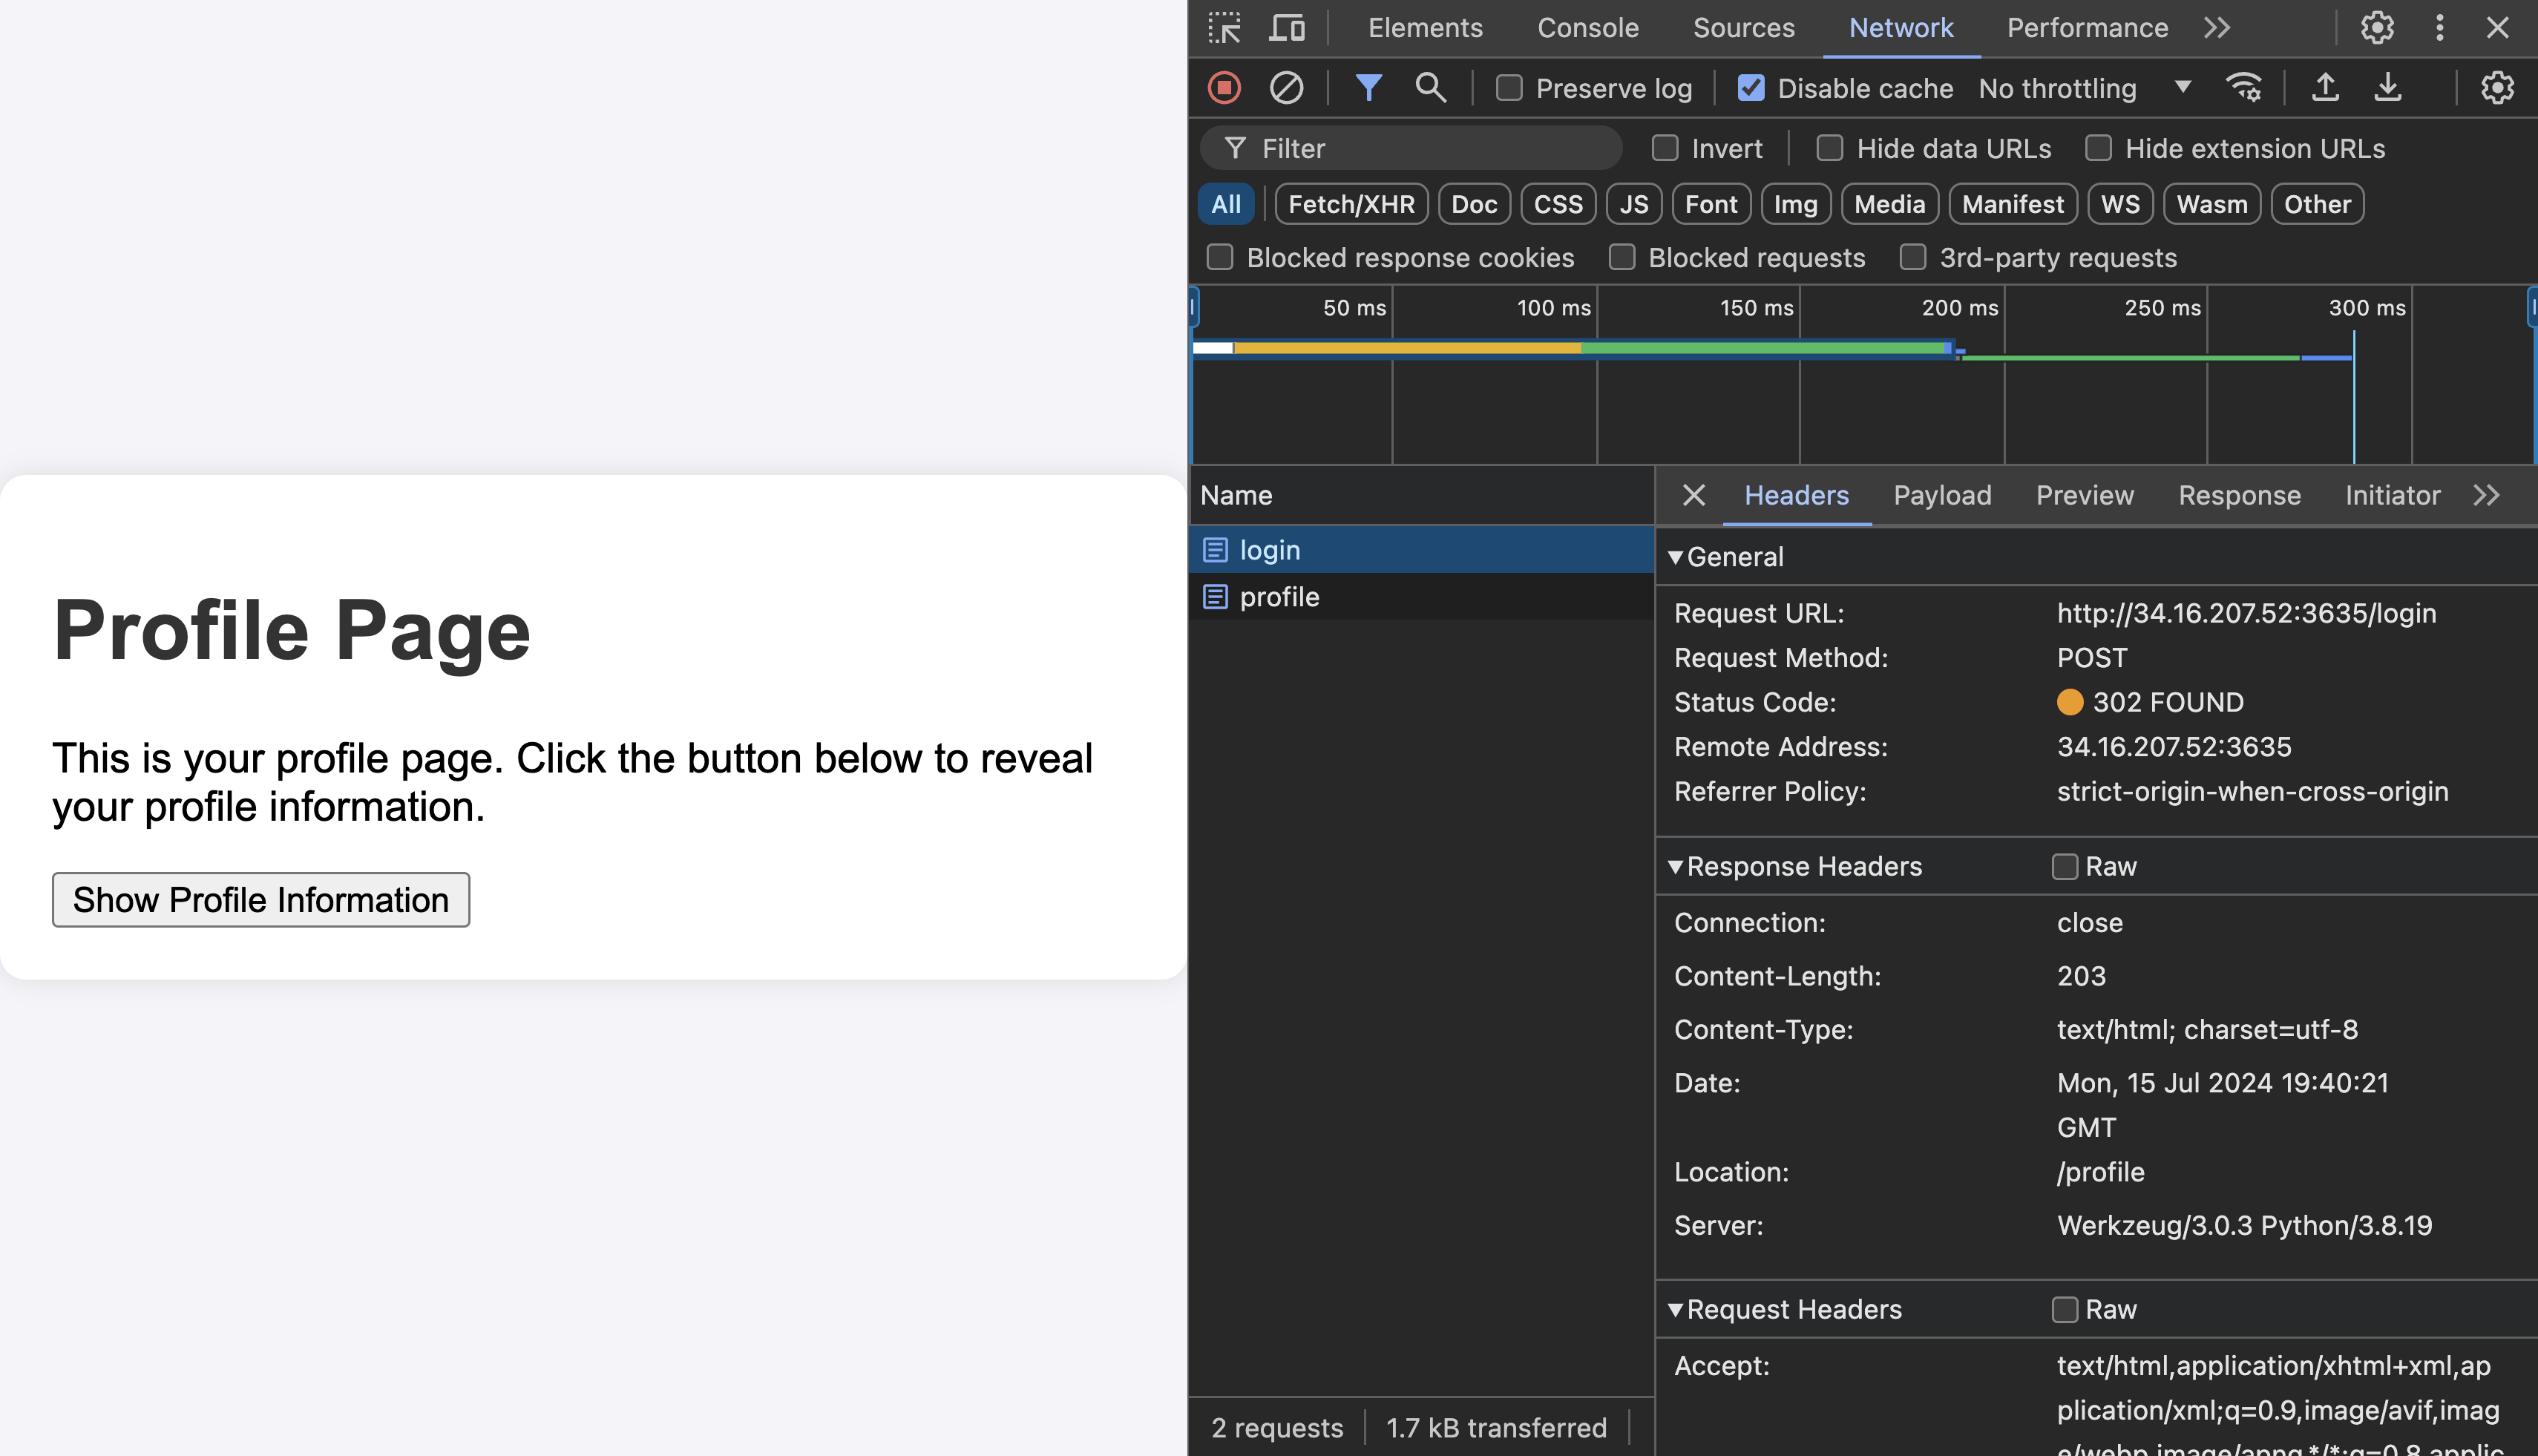 Profile Page
This is your profile page. Click the button below to reveal
your profile information.
Show Profile Information
Elements Console Sources Network Performance
Preserve log Disable cache No throttling
Filter Invert Hide data URLs Hide extension URLs
All Fetch/XHR Doc CSS JS Font Img Media Manifest WS Wasm Other
Blocked response cookies Blocked requests 3rd-party requests
50 ms 100 ms 150 ms 200 ms 250 ms 300 ms
Name
login
profile
2 requests 1.7 kB transferred
Headers Payload Preview Response Initiator
General
Request URL: http://34.16.207.52:3635/login
Request Method: POST
Status Code: 302 FOUND
Remote Address: 34.16.207.52:3635
Referrer Policy: strict-origin-when-cross-origin
Response Headers Raw
Connection: close
Content-Length: 203
Content-Type: text/html; charset=utf-8
Date: Mon, 15 Jul 2024 19:40:21
GMT
Location: /profile
Server: Werkzeug/3.0.3 Python/3.8.19
Request Headers Raw
Accept: text/html,application/xhtml+xml,ap
plication/xml;q=0.9,image/avif,imag
e/webp,image/apng,*/*;q=0.8,applic